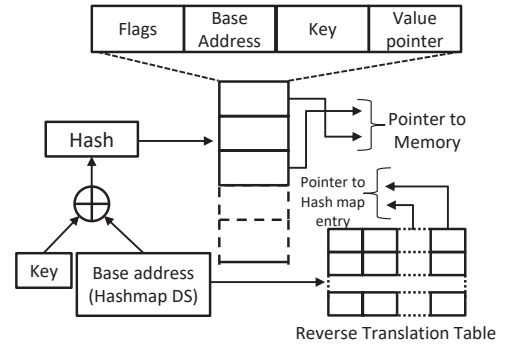 Flags
Base
Address
Key
Value
pointer
Hash
Pointer to
Memory
Pointer to
Hash map
entry
Key
Base address
(Hashmap DS)
Reverse Translation Table